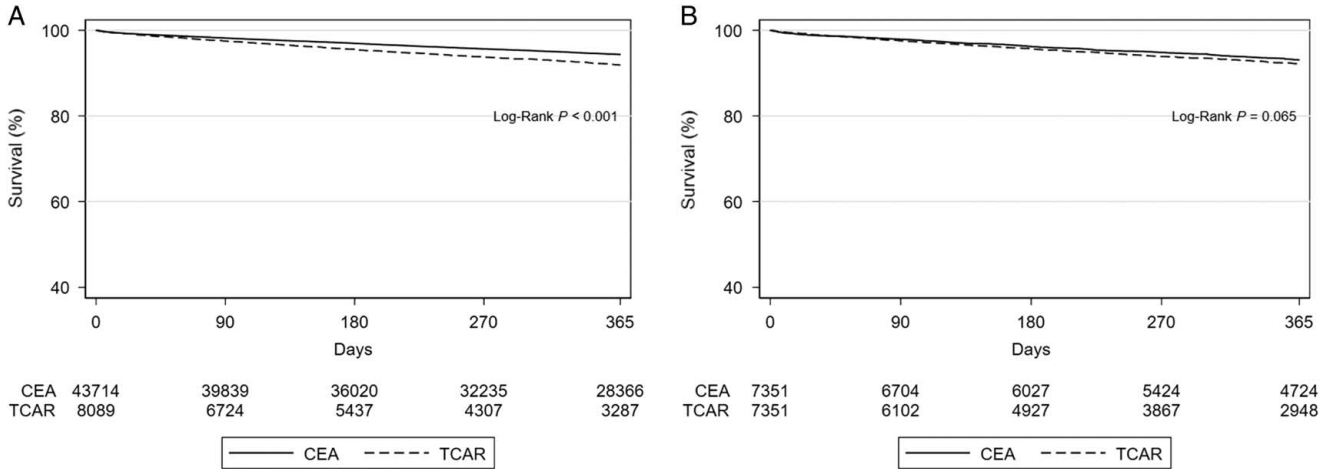 A
Survival (%)
100
80
60
40
Log-Rank P < 0.001
0 90 180 270 365
Days
CEA 43714 39839 36020 32235 28366
TCAR 8089 6724 5437 4307 3287
CEA TCAR
B
Survival (%)
100
80
60
40
Log-Rank P = 0.065
0 90 180 270 365
Days
CEA 7351 6704 6027 5424 4724
TCAR 7351 6102 4927 3867 2948
CEA TCAR